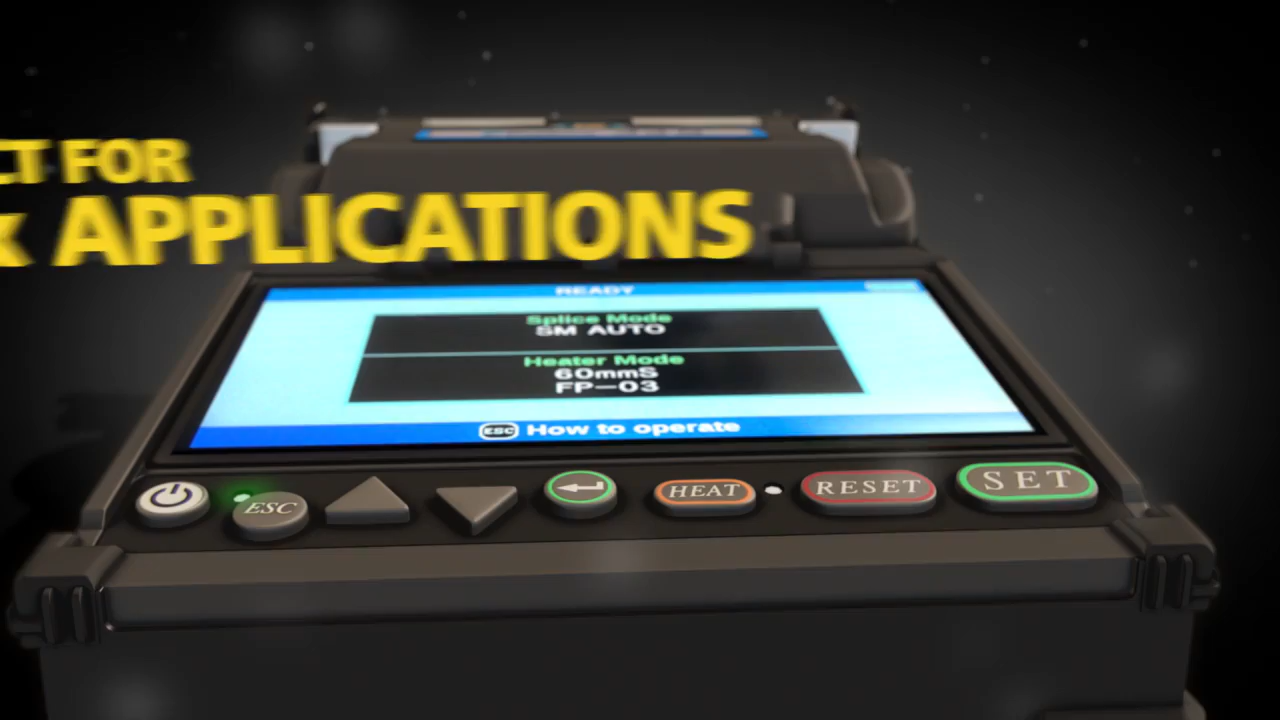 FOR
APPLICATIONS
READY
Splice Mode
SM AUTO
Heater Mode
60mmS
FP-03
ESC How to operate
ESC
HEAT
RESET
SET